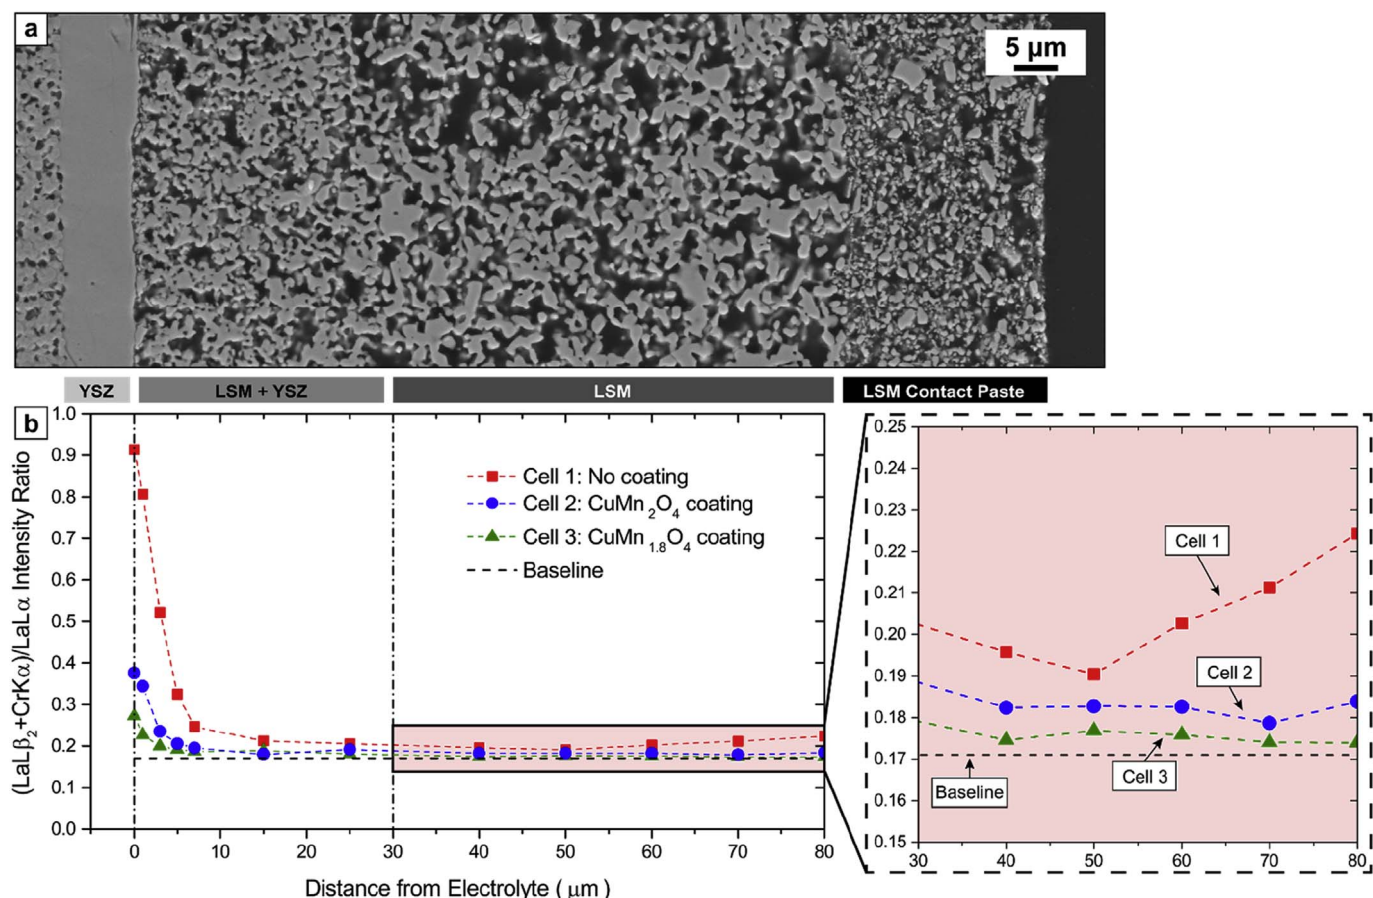 a
5 µm
YSZ
LSM + YSZ
LSM
LSM Contact Paste
b
(LaLβ2+CrKα)/LaLα Intensity Ratio
1.0
0.9
0.8
0.7
0.6
0.5
0.4
0.3
0.2
0.1
0.0
Cell 1: No coating
Cell 2: CuMn2O4 coating
Cell 3: CuMn1.8O4 coating
Baseline
0 10 20 30 40 50 60 70 80
Distance from Electrolyte ( µm)
0.25
0.24
0.23
0.22
0.21
0.20
0.19
0.18
0.17
0.16
0.15
Cell 1
Cell 2
Cell 3
Baseline
30 40 50 60 70 80